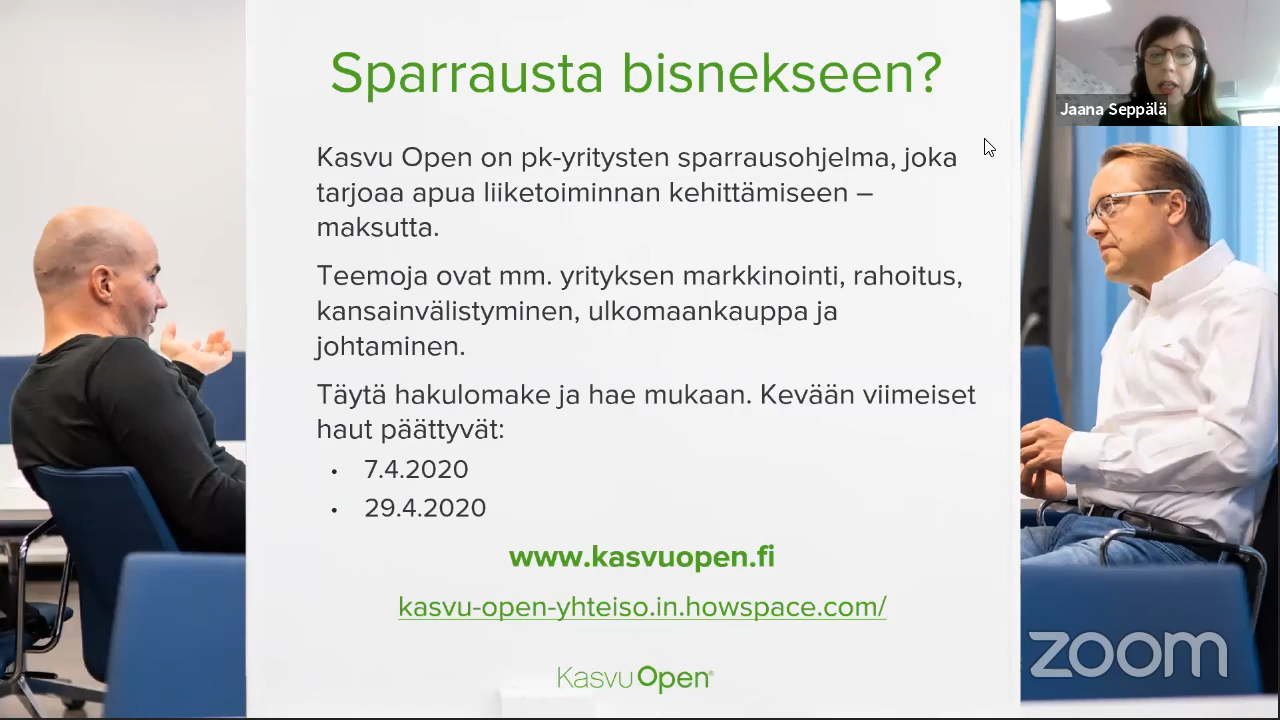 Sparrausta bisnekseen?
Jaana Seppälä
Kasvu Open on pk-yritysten sparrausohjelma, joka
tarjoaa apua liiketoiminnan kehittämiseen –
maksutta.
Teemoja ovat mm. yrityksen markkinointi, rahoitus,
kansainvälistyminen, ulkomaankauppa ja
johtaminen.
Täytä hakulomake ja hae mukaan. Kevään viimeiset
haut päättyvät:
• 7.4.2020
• 29.4.2020
www.kasvuopen.fi
kasvu-open-yhteiso.in.howspace.com/
Kasvu Open®
zoom